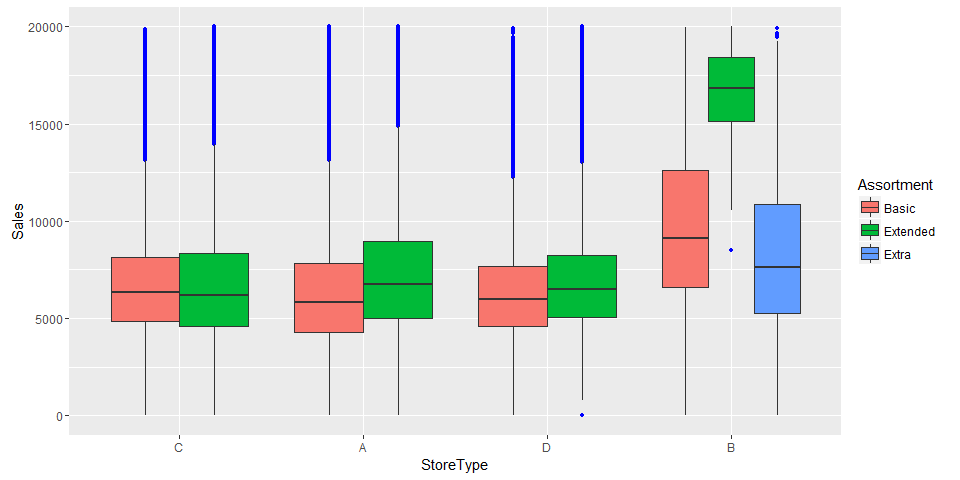 20000
15000
10000
5000
0
Sales
C A D B
StoreType
Assortment
Basic
Extended
Extra